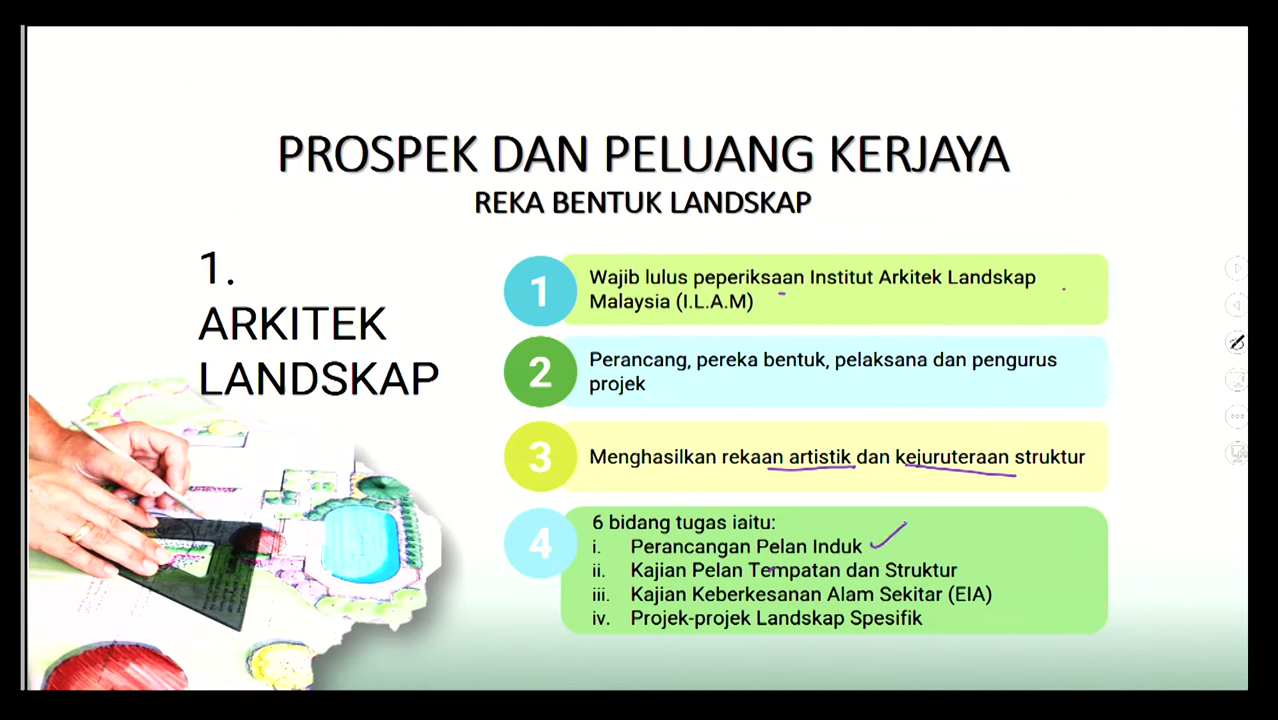 PROSPEK DAN PELUANG KERJAYA
REKA BENTUK LANDSKAP
1.
ARKITEK
LANDSKAP
1
Wajib lulus peperiksaan Institut Arkitek Landskap
Malaysia (I.L.A.M)
2
Perancang, pereka bentuk, pelaksana dan pengurus
projek
3
Menghasilkan rekaan artistik dan kejuruteraan struktur
4
6 bidang tugas iaitu:
i. Perancangan Pelan Induk
ii. Kajian Pelan Tempatan dan Struktur
iii. Kajian Keberkesanan Alam Sekitar (EIA)
iv. Projek-projek Landskap Spesifik